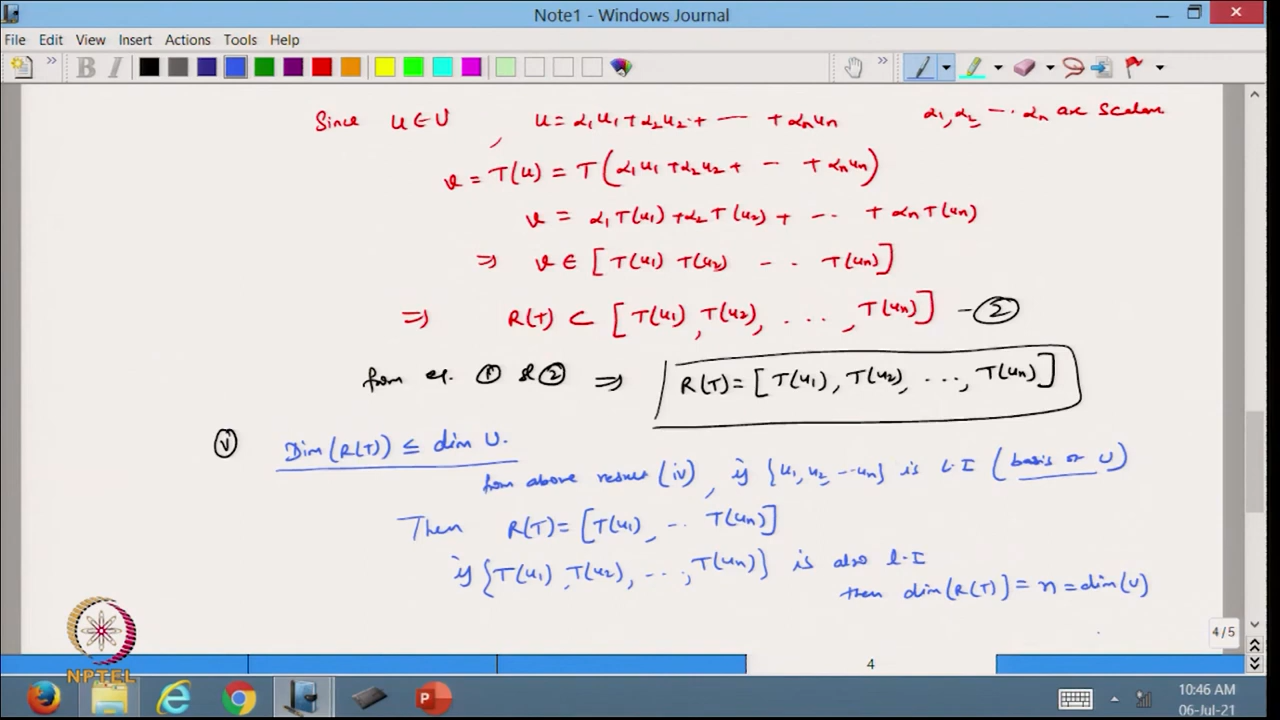 Note1 - Windows Journal
File Edit View Insert Actions Tools Help
Since u ∈ U, u = α1u1 + α2u2 + --- + αnun α1, α2, --- αn are scalars
v = T(u) = T(α1u1 + α2u2 + -- + αnun)
v = α1T(u1) + α2T(u2) + --- + αnT(un)
⇒ v ∈ [T(u1) T(u2) - -- T(un)]
⇒ R(T) ⊂ [T(u1), T(u2), ..., T(un)] - ②
from eq. ① & ② ⇒ R(T) = [T(u1), T(u2), ..., T(un)]
ⓥ Dim(R(T)) ≤ dim U.
from above result (iv), if {u1, u2, --- un} is L.I (basis of U)
Then R(T) = [T(u1), -- T(un)]
if {T(u1), T(u2), ..., T(un)} is also L.I
then dim(R(T)) = n = dim(U)
4/5
4
NPTEL
10:46 AM
06-Jul-21